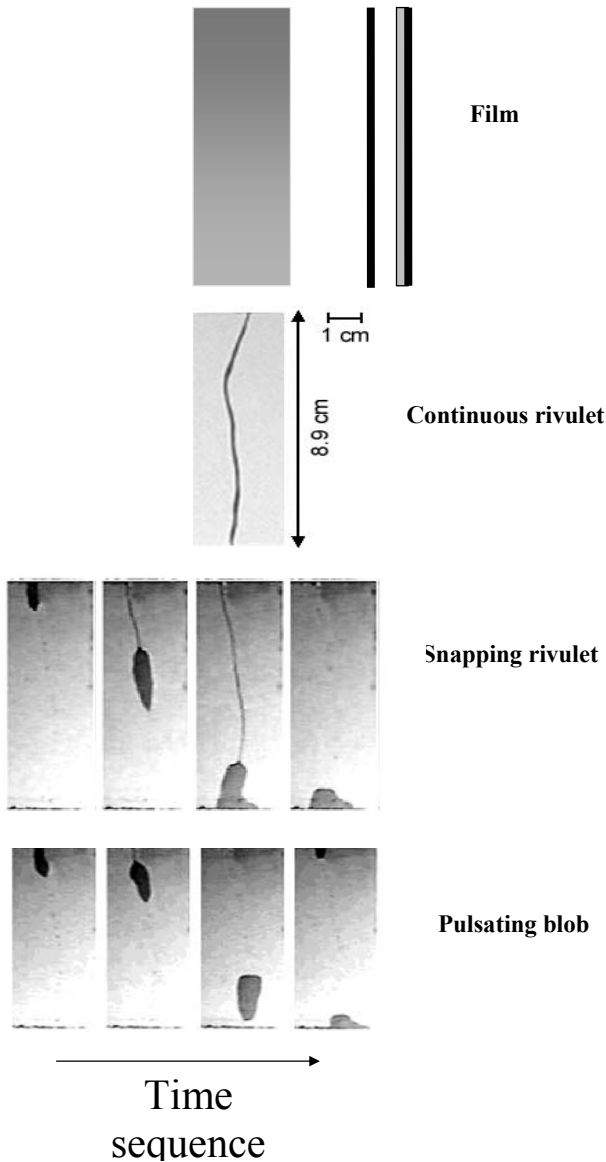 Film
1 cm
8.9 cm
Continuous rivulet
Snapping rivulet
Pulsating blob
Time
sequence